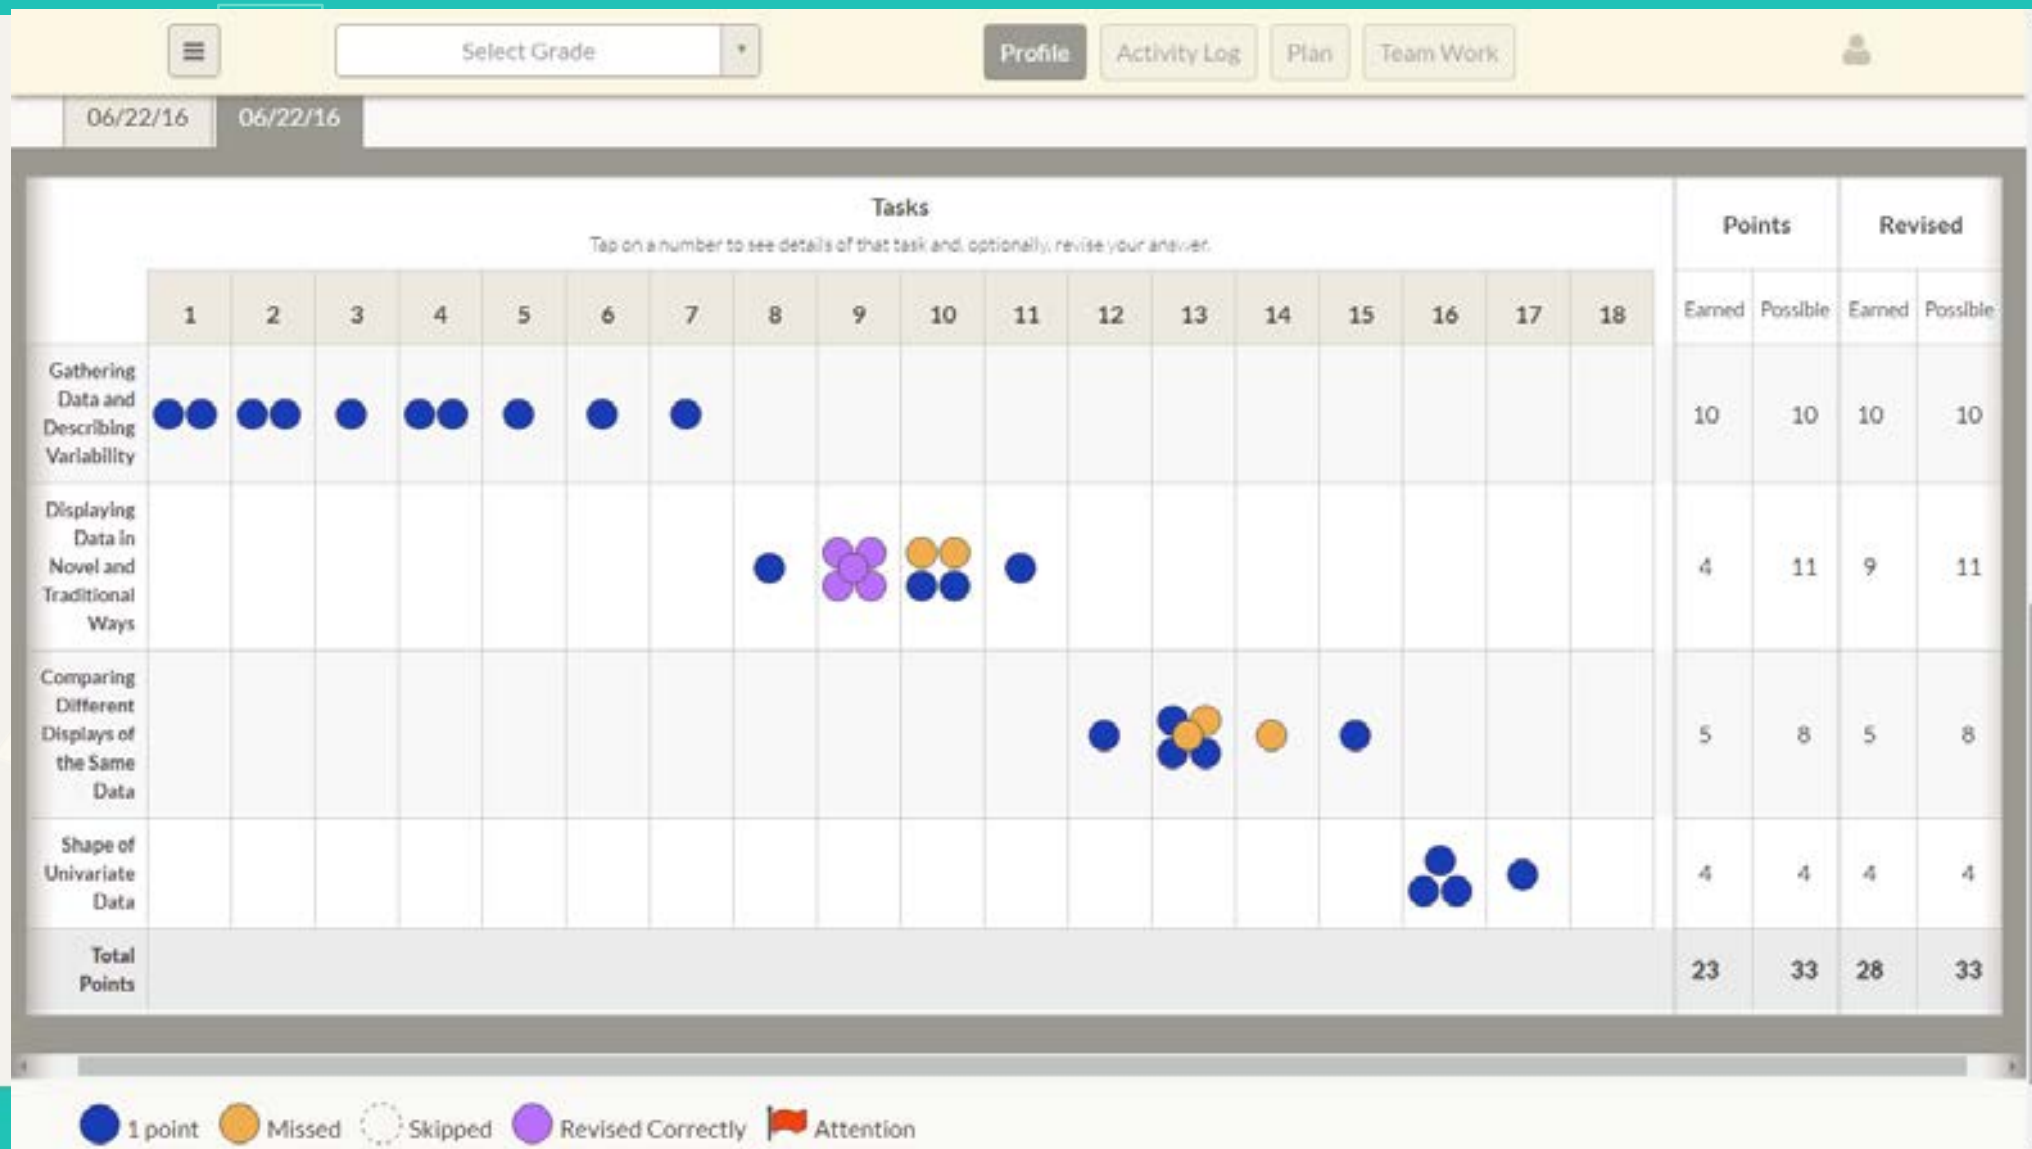 Select Grade
Profile
Activity Log
Plan
Team Work
06/22/16
06/22/16
Tasks
Tap on a number to see details of that task and, optionally, revise your answer.
Points
Revised
1 2 3 4 5 6 7 8 9 10 11 12 13 14 15 16 17 18
Earned Possible Earned Possible
Gathering
Data and
Describing
Variability
10 10 10 10
Displaying
Data in
Novel and
Traditional
Ways
4 11 9 11
Comparing
Different
Displays of
the Same
Data
5 8 5 8
Shape of
Univariate
Data
4 4 4 4
Total
Points
23 33 28 33
1 point Missed Skipped Revised Correctly Attention